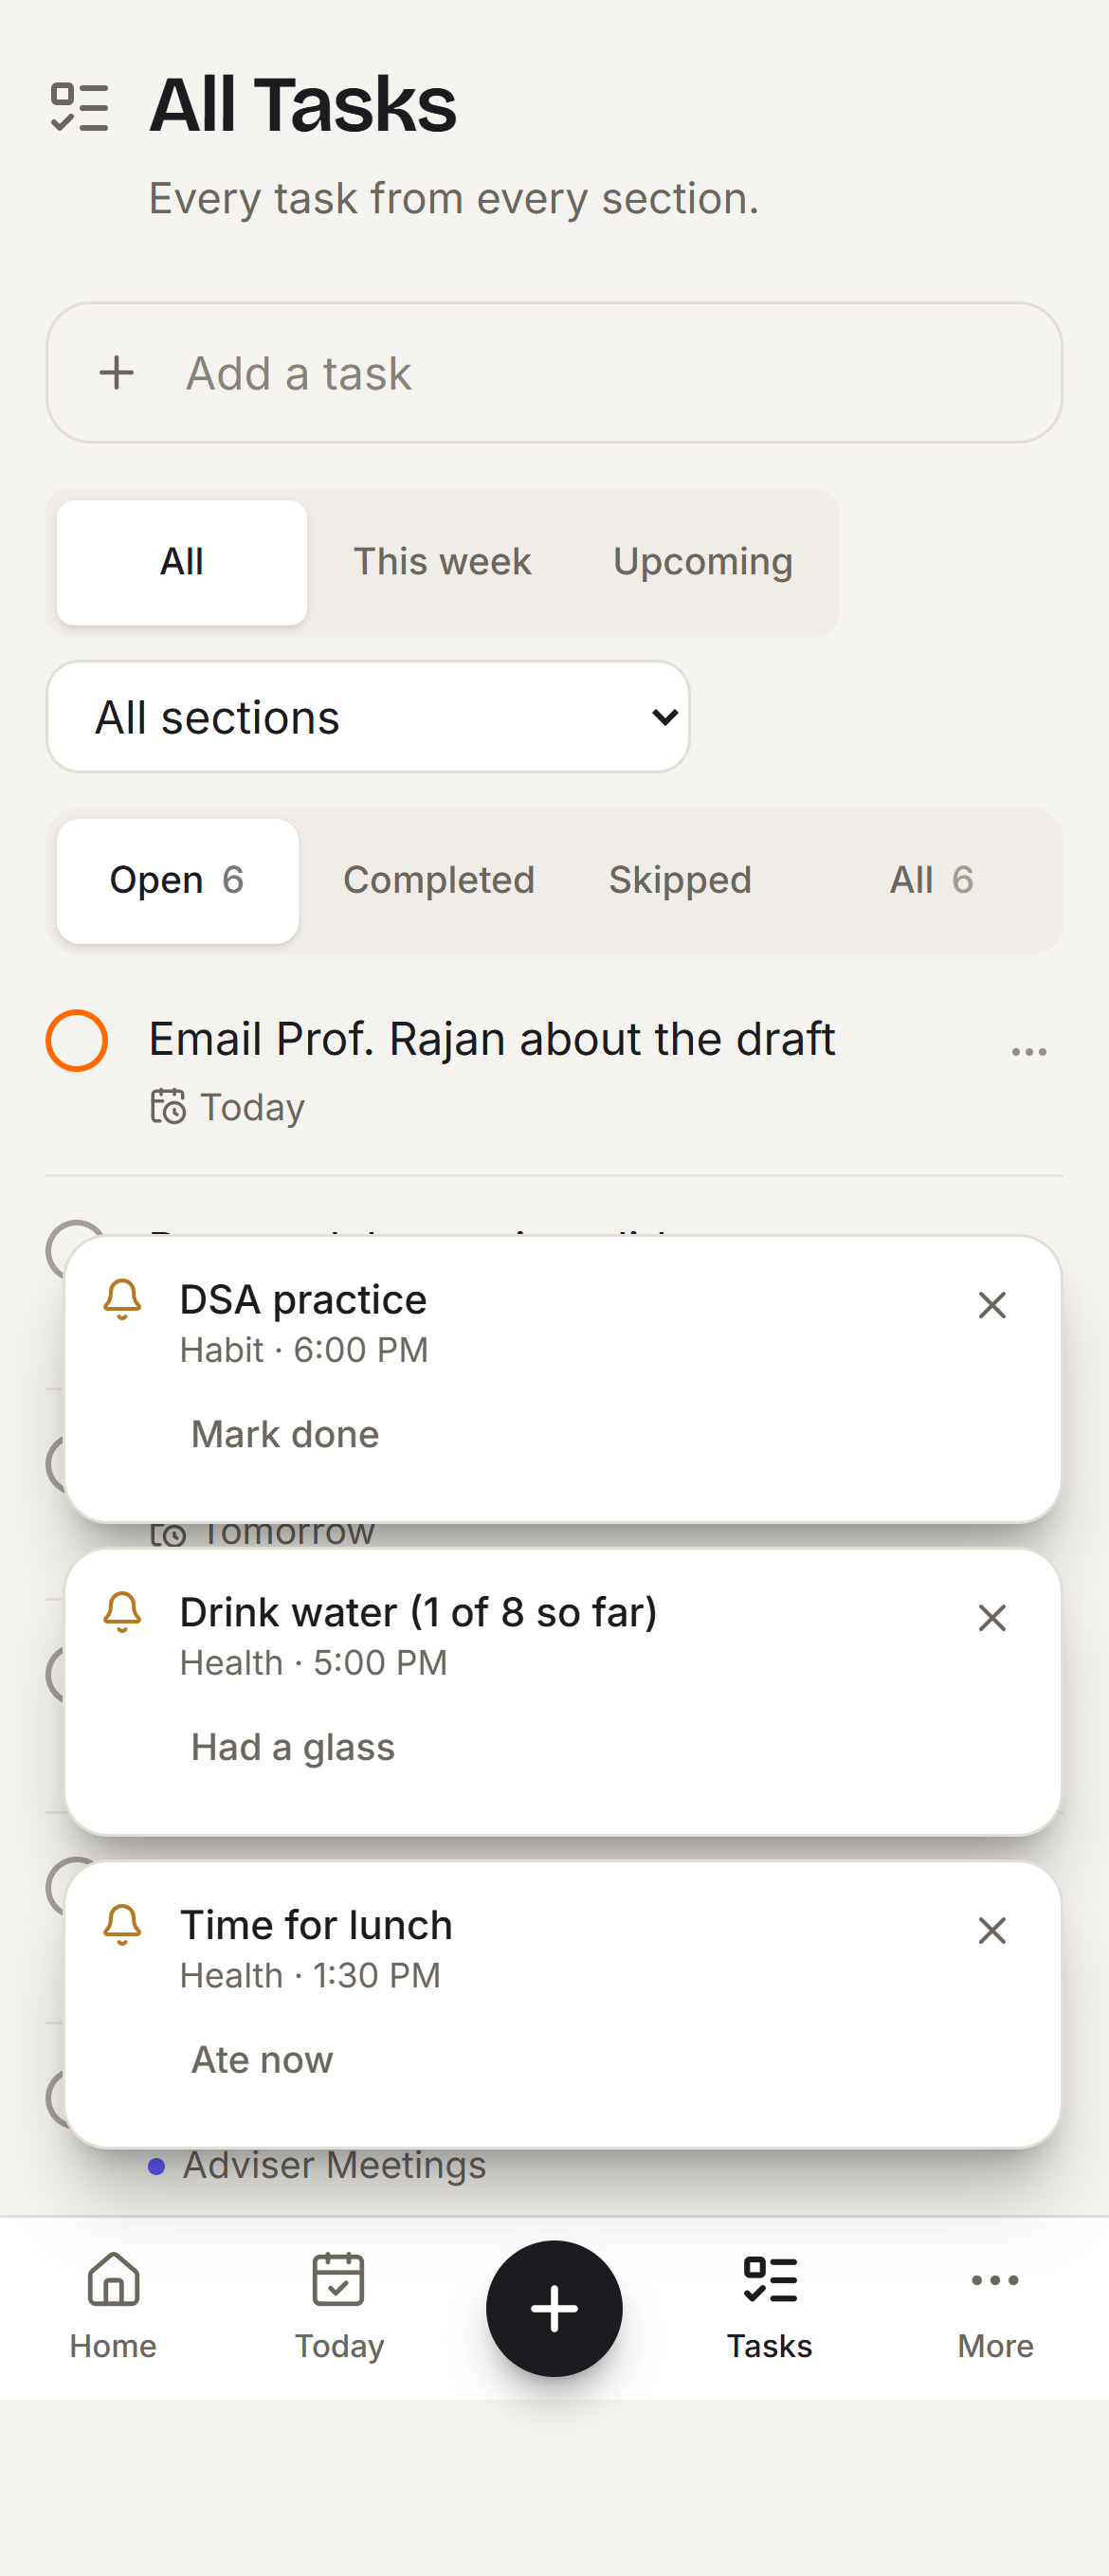 All Tasks
Every task from every section.
Add a task
All
This week
Upcoming
All sections
Open 6
Completed
Skipped
All 6
Email Prof. Rajan about the draft
Today
DSA practice
Habit · 6:00 PM
Mark done
Tomorrow
Drink water (1 of 8 so far)
Health · 5:00 PM
Had a glass
Time for lunch
Health · 1:30 PM
Ate now
Adviser Meetings
Home
Today
Tasks
More